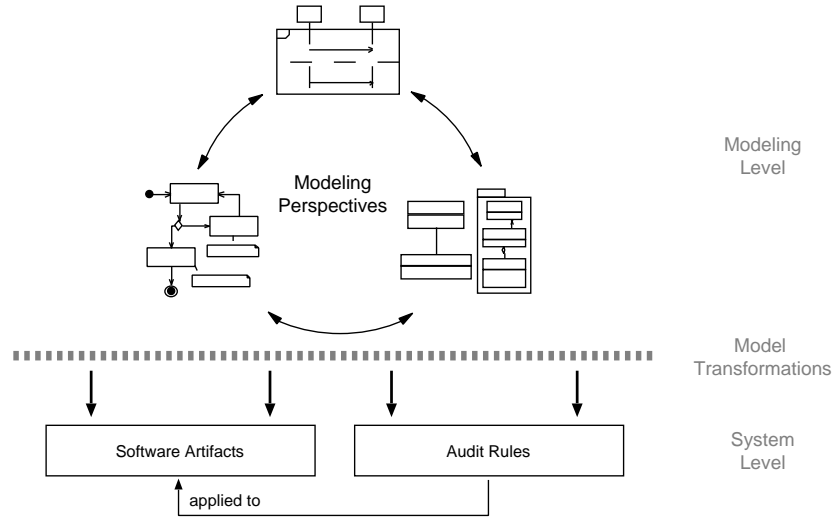 Modeling
Level
Modeling
Perspectives
Model
Transformations
Software Artifacts
Audit Rules
System
Level
applied to